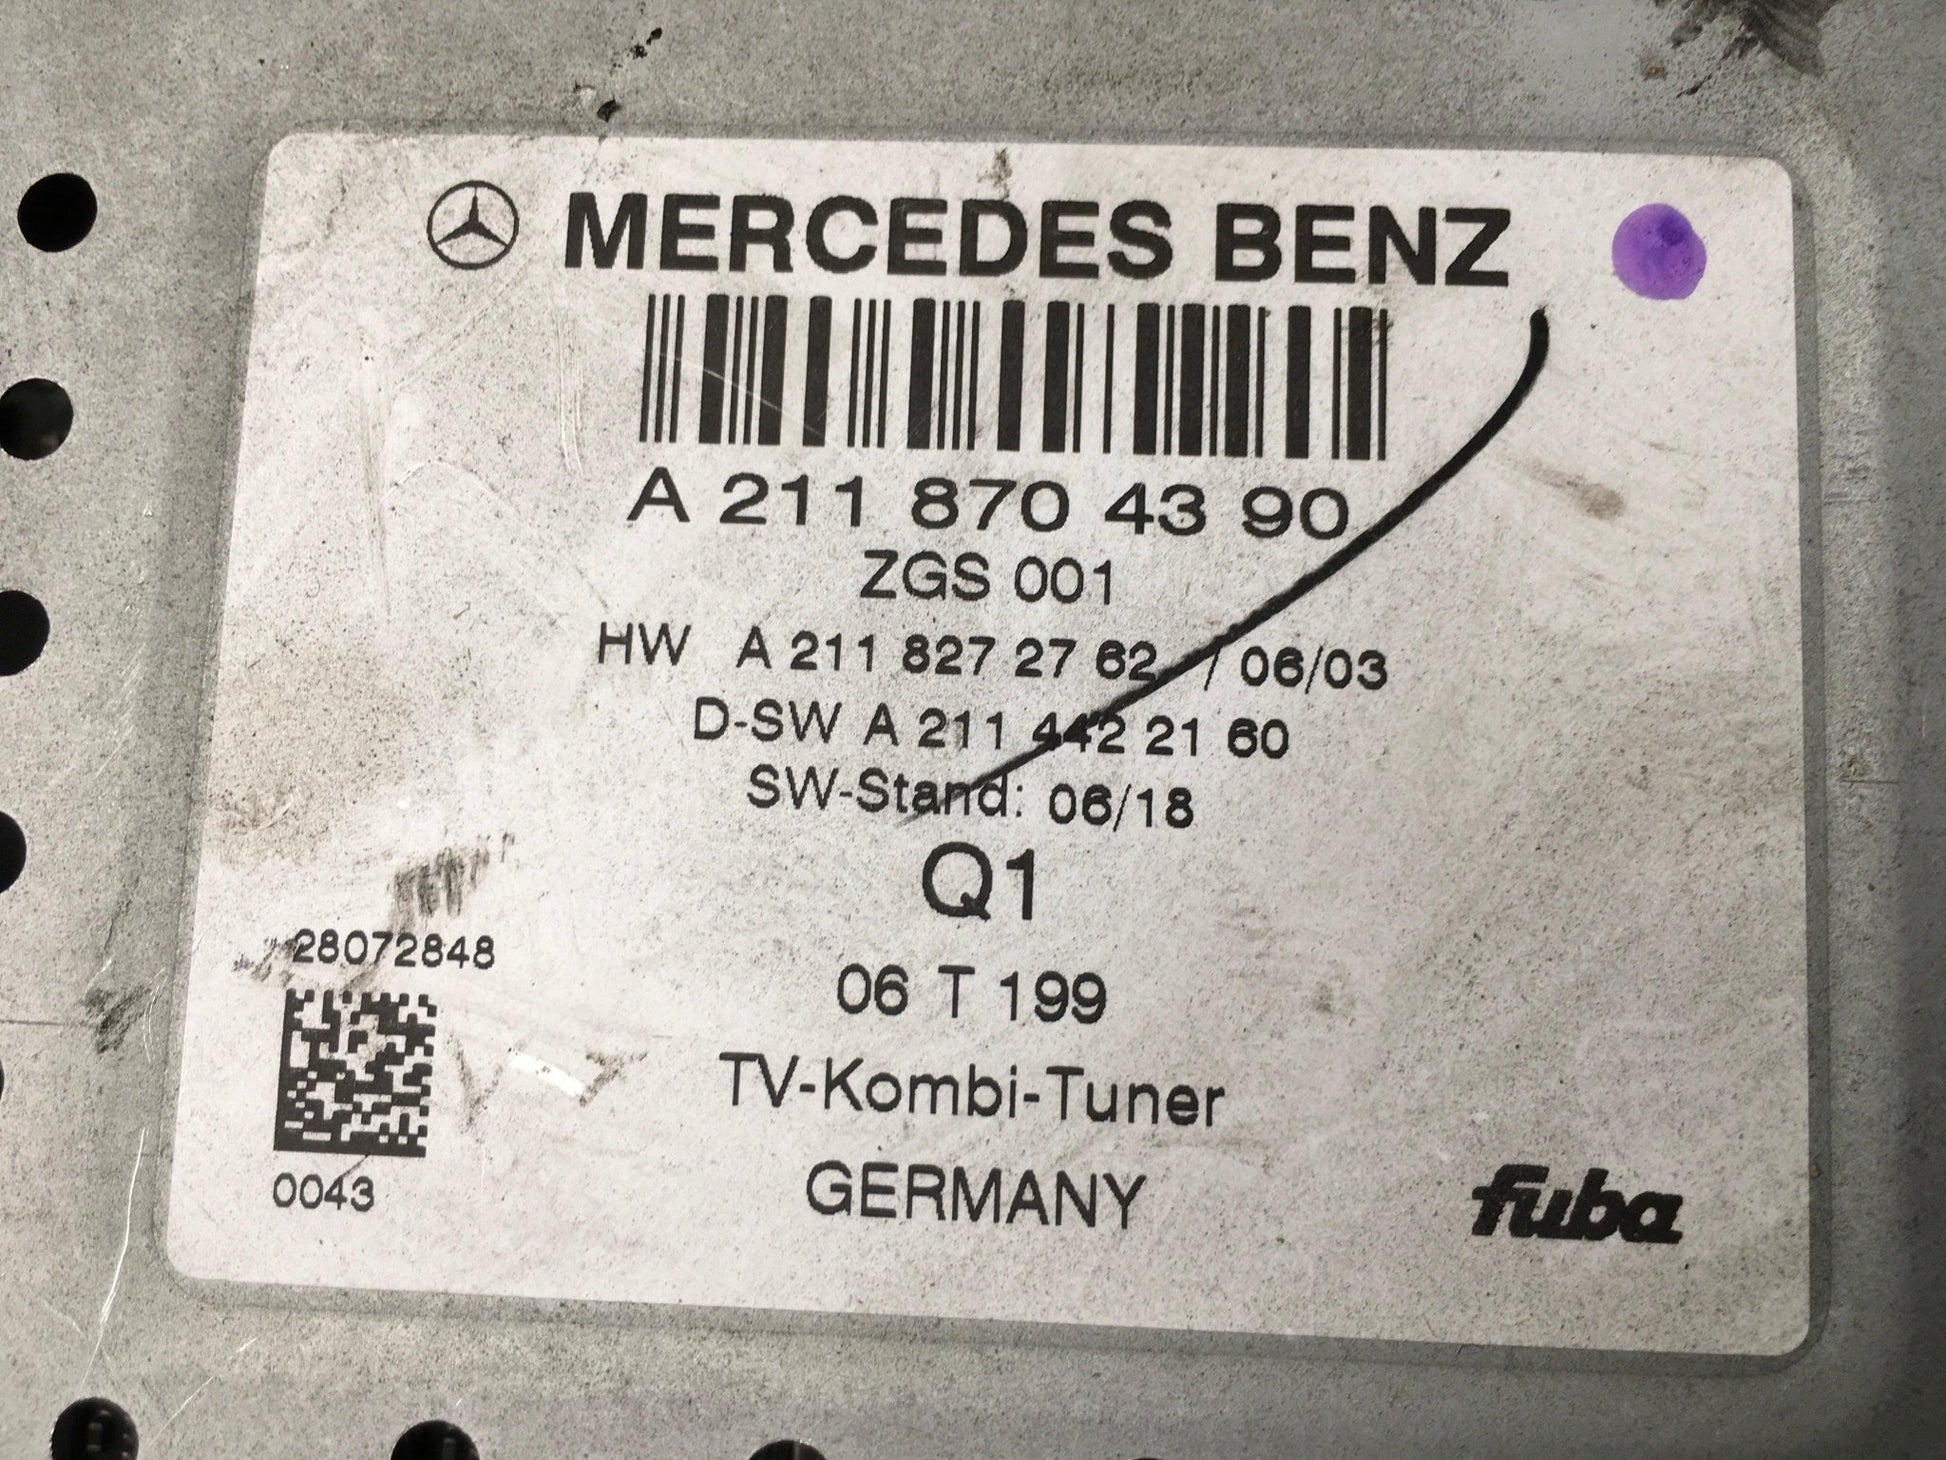 MERCEDES BENZ
A 211 870 43 90
ZGS 001
HW A 211 827 27 62 / 06/03
D-SW A 211 442 21 60
SW-Stand: 06/18
Q1
28072848
06 T 199
TV-Kombi-Tuner
0043
GERMANY
fuba